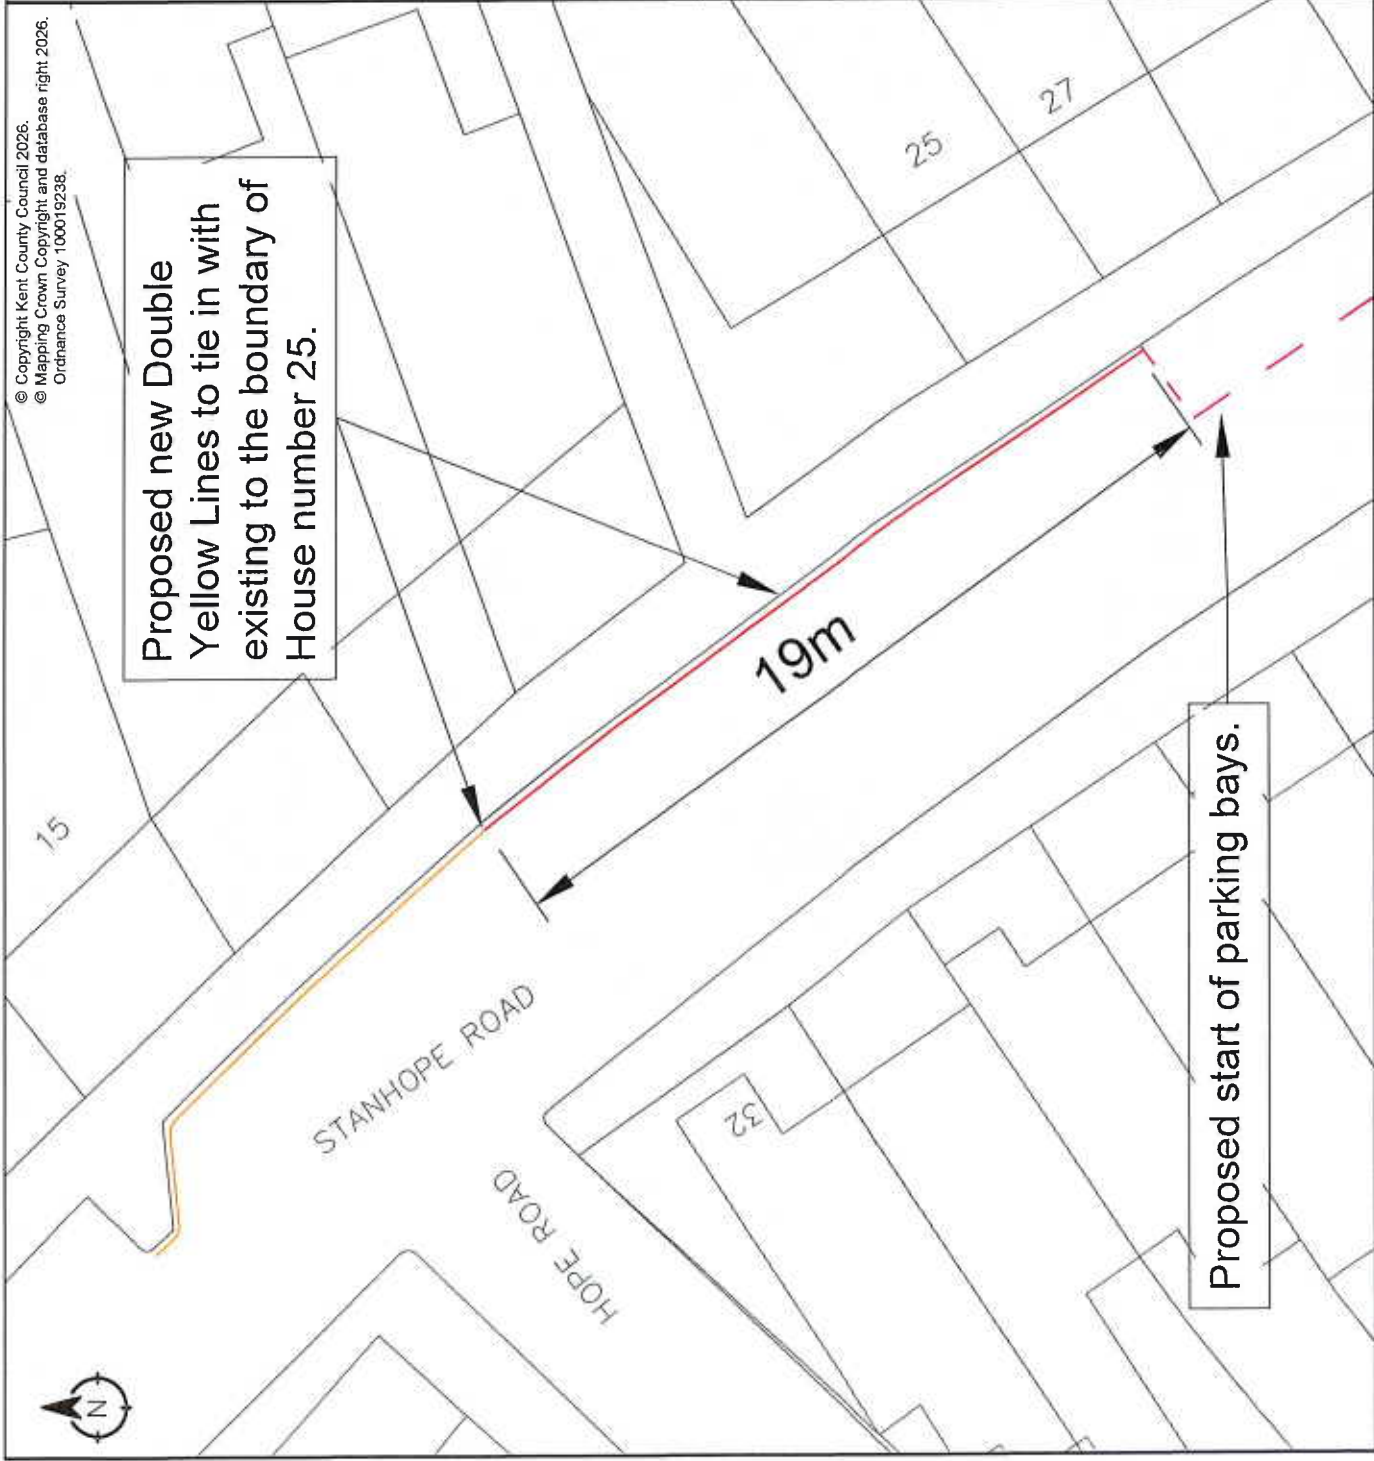 © Copyright Kent County Council 2026.
© Mapping Crown Copyright and database right 2026.
Ordnance Survey 100019238.
Proposed new Double
Yellow Lines to tie in with
existing to the boundary of
House number 25.
15
25
27
19m
STANHOPE ROAD
HOPE ROAD
32
Proposed start of parking bays.
N